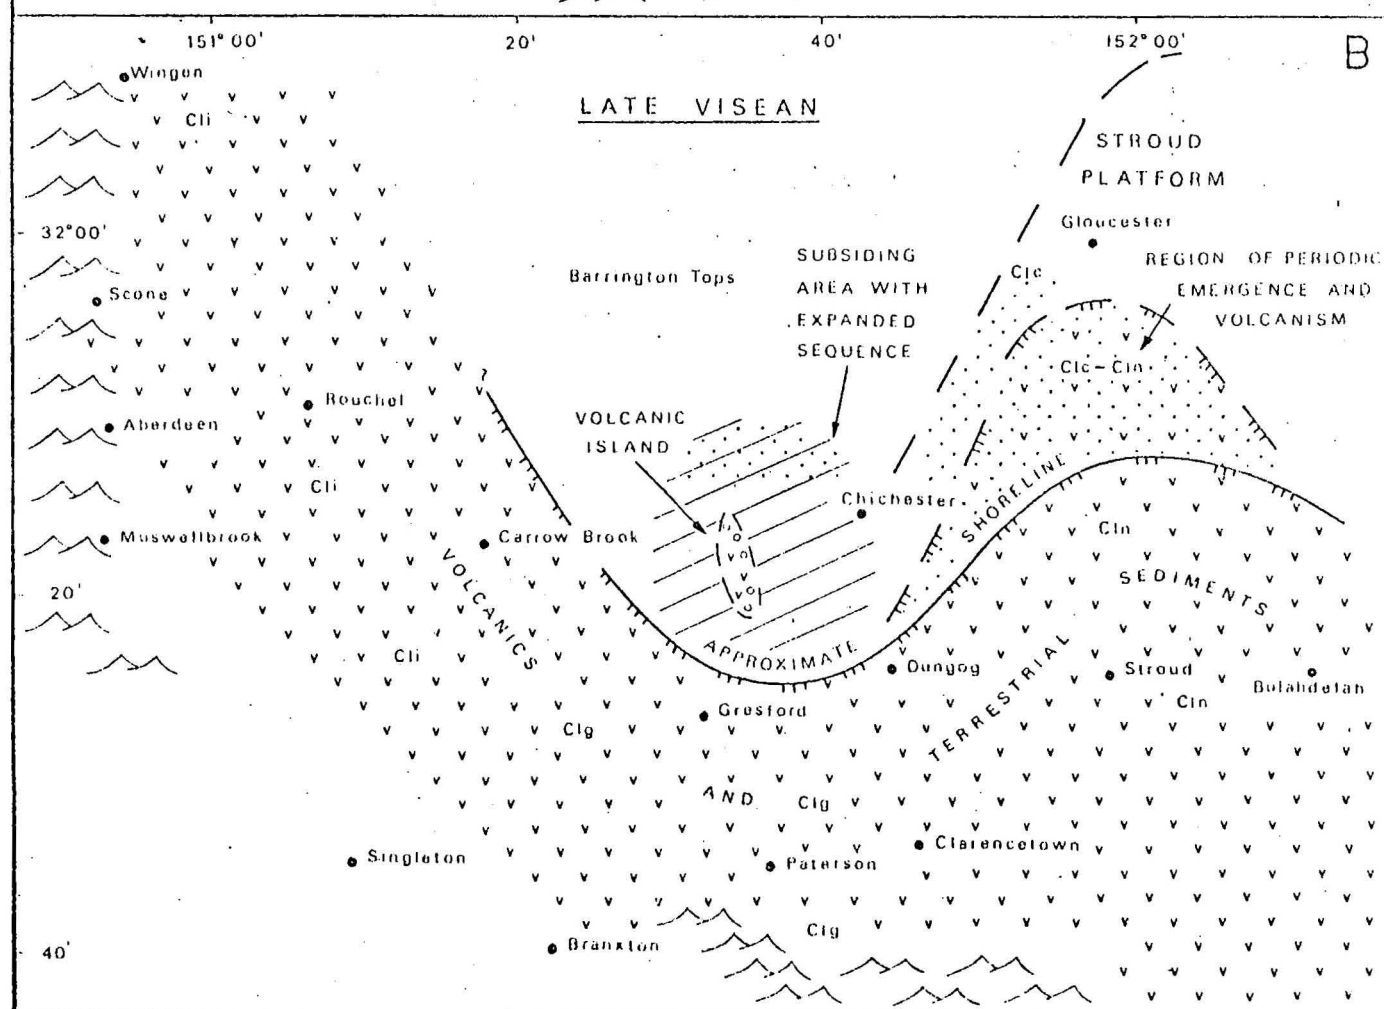 151°00'
20'
40'
152°00'
B
Wingen
LATE VISEAN
Cli
STROUD
PLATFORM
Gloucester
32°00'
SUBSIDING
AREA WITH
EXPANDED
SEQUENCE
REGION OF PERIODIC
EMERGENCE AND
VOLCANISM
Barrington Tops
Clc
Scone
Clc-Cln
?
Rouchel
VOLCANIC
ISLAND
Aberdeen
Cli
Chichester
SHORELINE
Cln
Muswellbrook
Carrow Brook
VOLCANICS
SEDIMENTS
20'
APPROXIMATE
Cli
Dungog
TERRESTRIAL
Stroud
Bulahdelah
Cln
Gresford
Clg
AND
Clg
Clarencetown
Singleton
Paterson
Clg
Branxton
40'